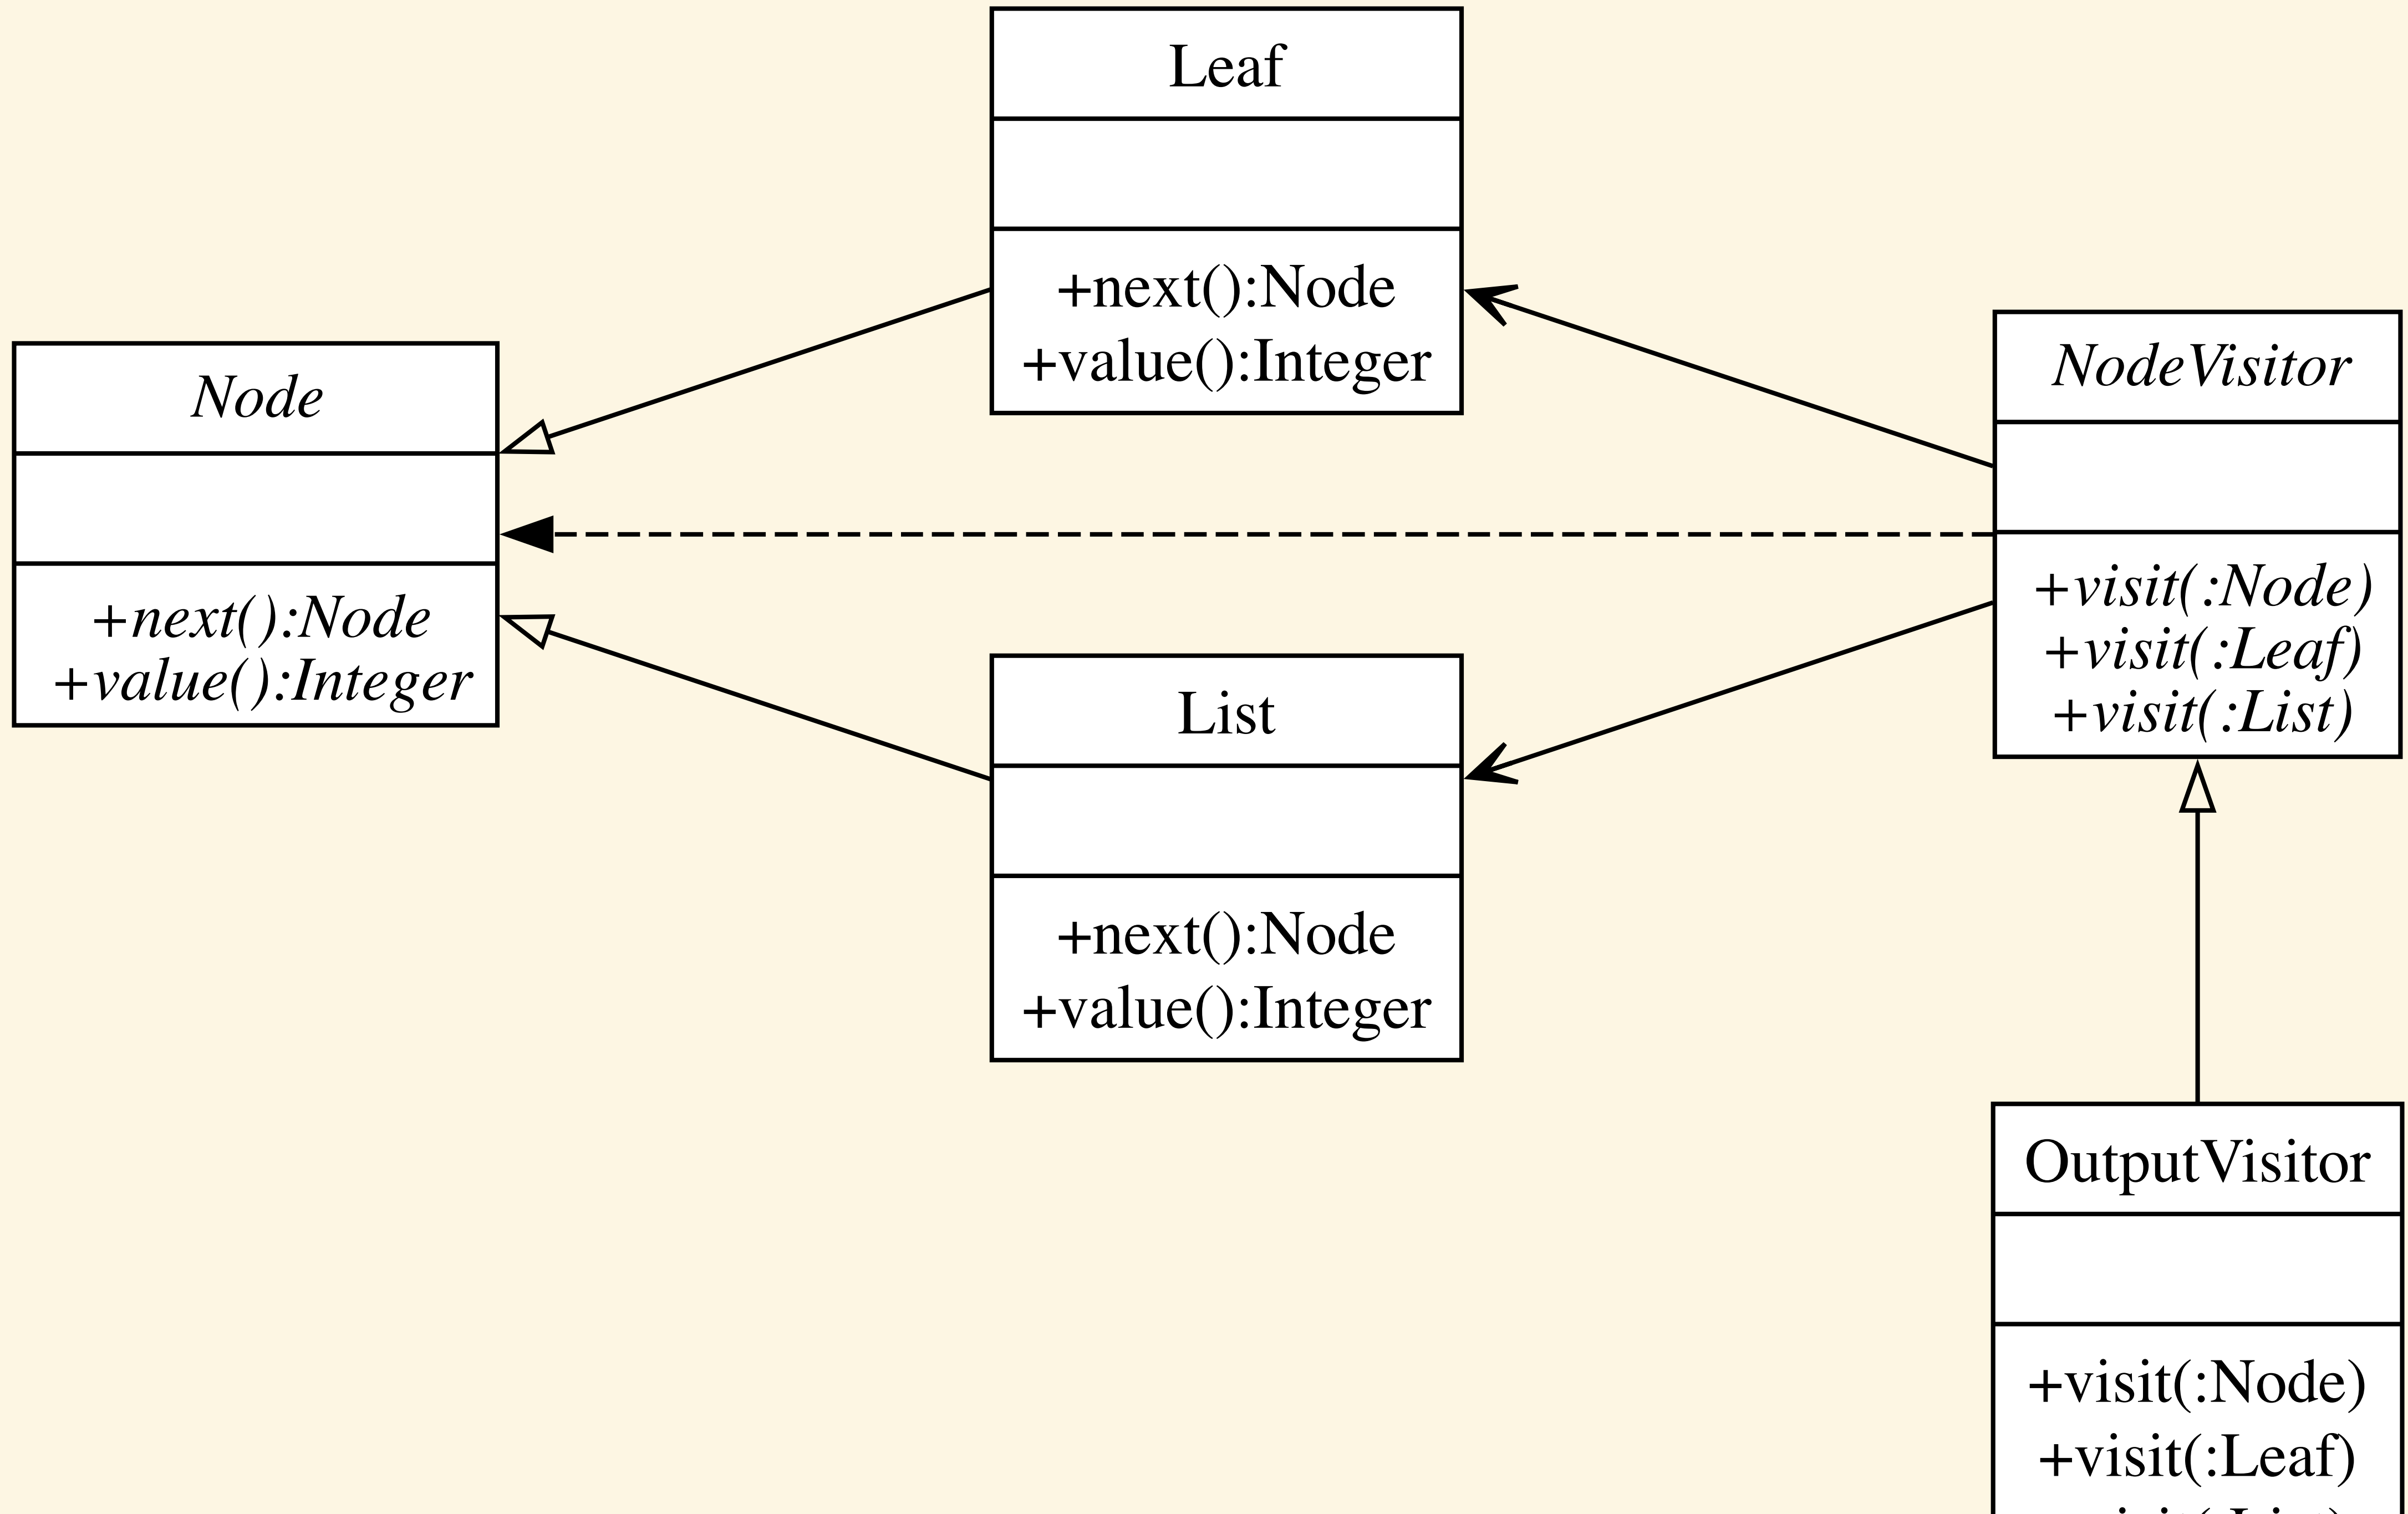 Leaf
+next():Node
+value():Integer
Node
+next():Node
+value():Integer
NodeVisitor
+visit(:Node)
+visit(:Leaf)
+visit(:List)
List
+next():Node
+value():Integer
OutputVisitor
+visit(:Node)
+visit(:Leaf)